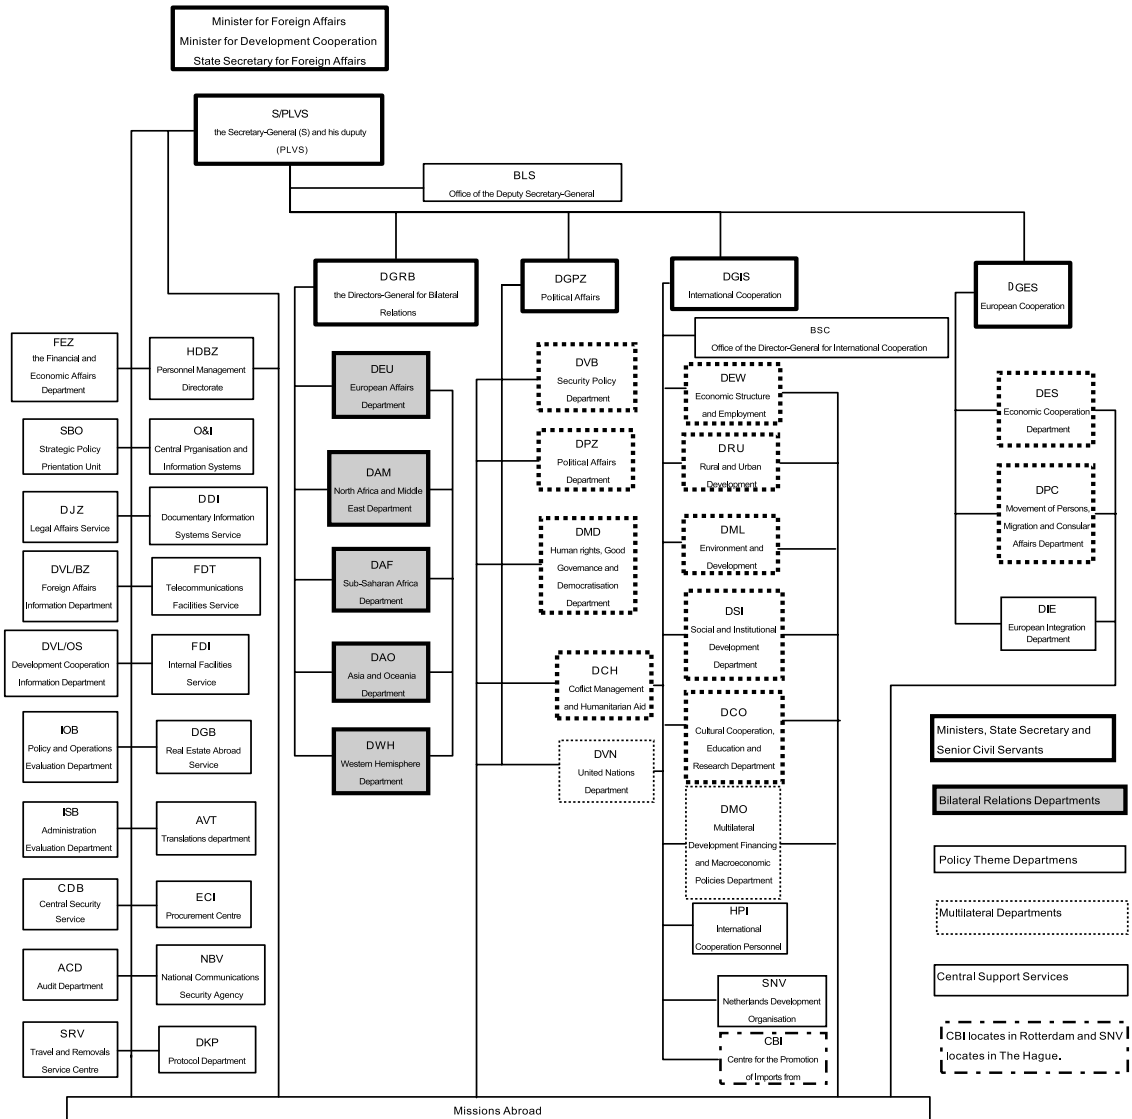 Minister for Foreign Affairs
Minister for Development Cooperation
State Secretary for Foreign Affairs
S/PLVS
the Secretary-General (S) and his duputy
(PLVS)
BLS
Office of the Deputy Secretary-General
DGRB
the Directors-General for Bilateral
Relations
DGPZ
Political Affairs
DGIS
International Cooperation
DGES
European Cooperation
BSC
Office of the Director-General for International Cooperation
FEZ
the Financial and
Economic Affairs
Department
HDBZ
Personnel Management
Directorate
SBO
Strategic Policy
Prientation Unit
O&I
Central Prganisation and
Information Systems
DJZ
Legal Affairs Service
DDI
Documentary Information
Systems Service
DVL/BZ
Foreign Affairs
Information Department
FDT
Telecommunications
Facilities Service
DVL/OS
Development Cooperation
Information Department
FDI
Internal Facilities
Service
IOB
Policy and Operations
Evaluation Department
DGB
Real Estate Abroad
Service
ISB
Administration
Evaluation Department
AVT
Translations department
CDB
Central Security
Service
ECI
Procurement Centre
ACD
Audit Department
NBV
National Communications
Security Agency
SRV
Travel and Removals
Service Centre
DKP
Protocol Department
DEU
European Affairs
Department
DAM
North Africa and Middle
East Department
DAF
Sub-Saharan Africa
Department
DAO
Asia and Oceania
Department
DWH
Western Hemisphere
Department
DVB
Security Policy
Department
DPZ
Political Affairs
Department
DMD
Human rights, Good
Governance and
Democratisation
Department
DCH
Coflict Management
and Humanitarian Aid
DVN
United Nations
Department
DEW
Economic Structure
and Employment
DRU
Rural and Urban
Development
DML
Environment and
Development
DSI
Social and Institutional
Development
Department
DCO
Cultural Cooperation,
Education and
Research Department
DMO
Multilateral
Development Financing
and Macroeconomic
Policies Department
HPI
International
Cooperation Personnel
SNV
Netherlands Development
Organisation
CBI
Centre for the Promotion
of Imports from
DES
Economic Cooperation
Department
DPC
Movement of Persons,
Migration and Consular
Affairs Department
DIE
European Integration
Department
Ministers, State Secretary and
Senior Civil Servants
Bilateral Relations Departments
Policy Theme Departmens
Multilateral Departments
Central Support Services
CBI locates in Rotterdam and SNV
locates in The Hague.
Missions Abroad